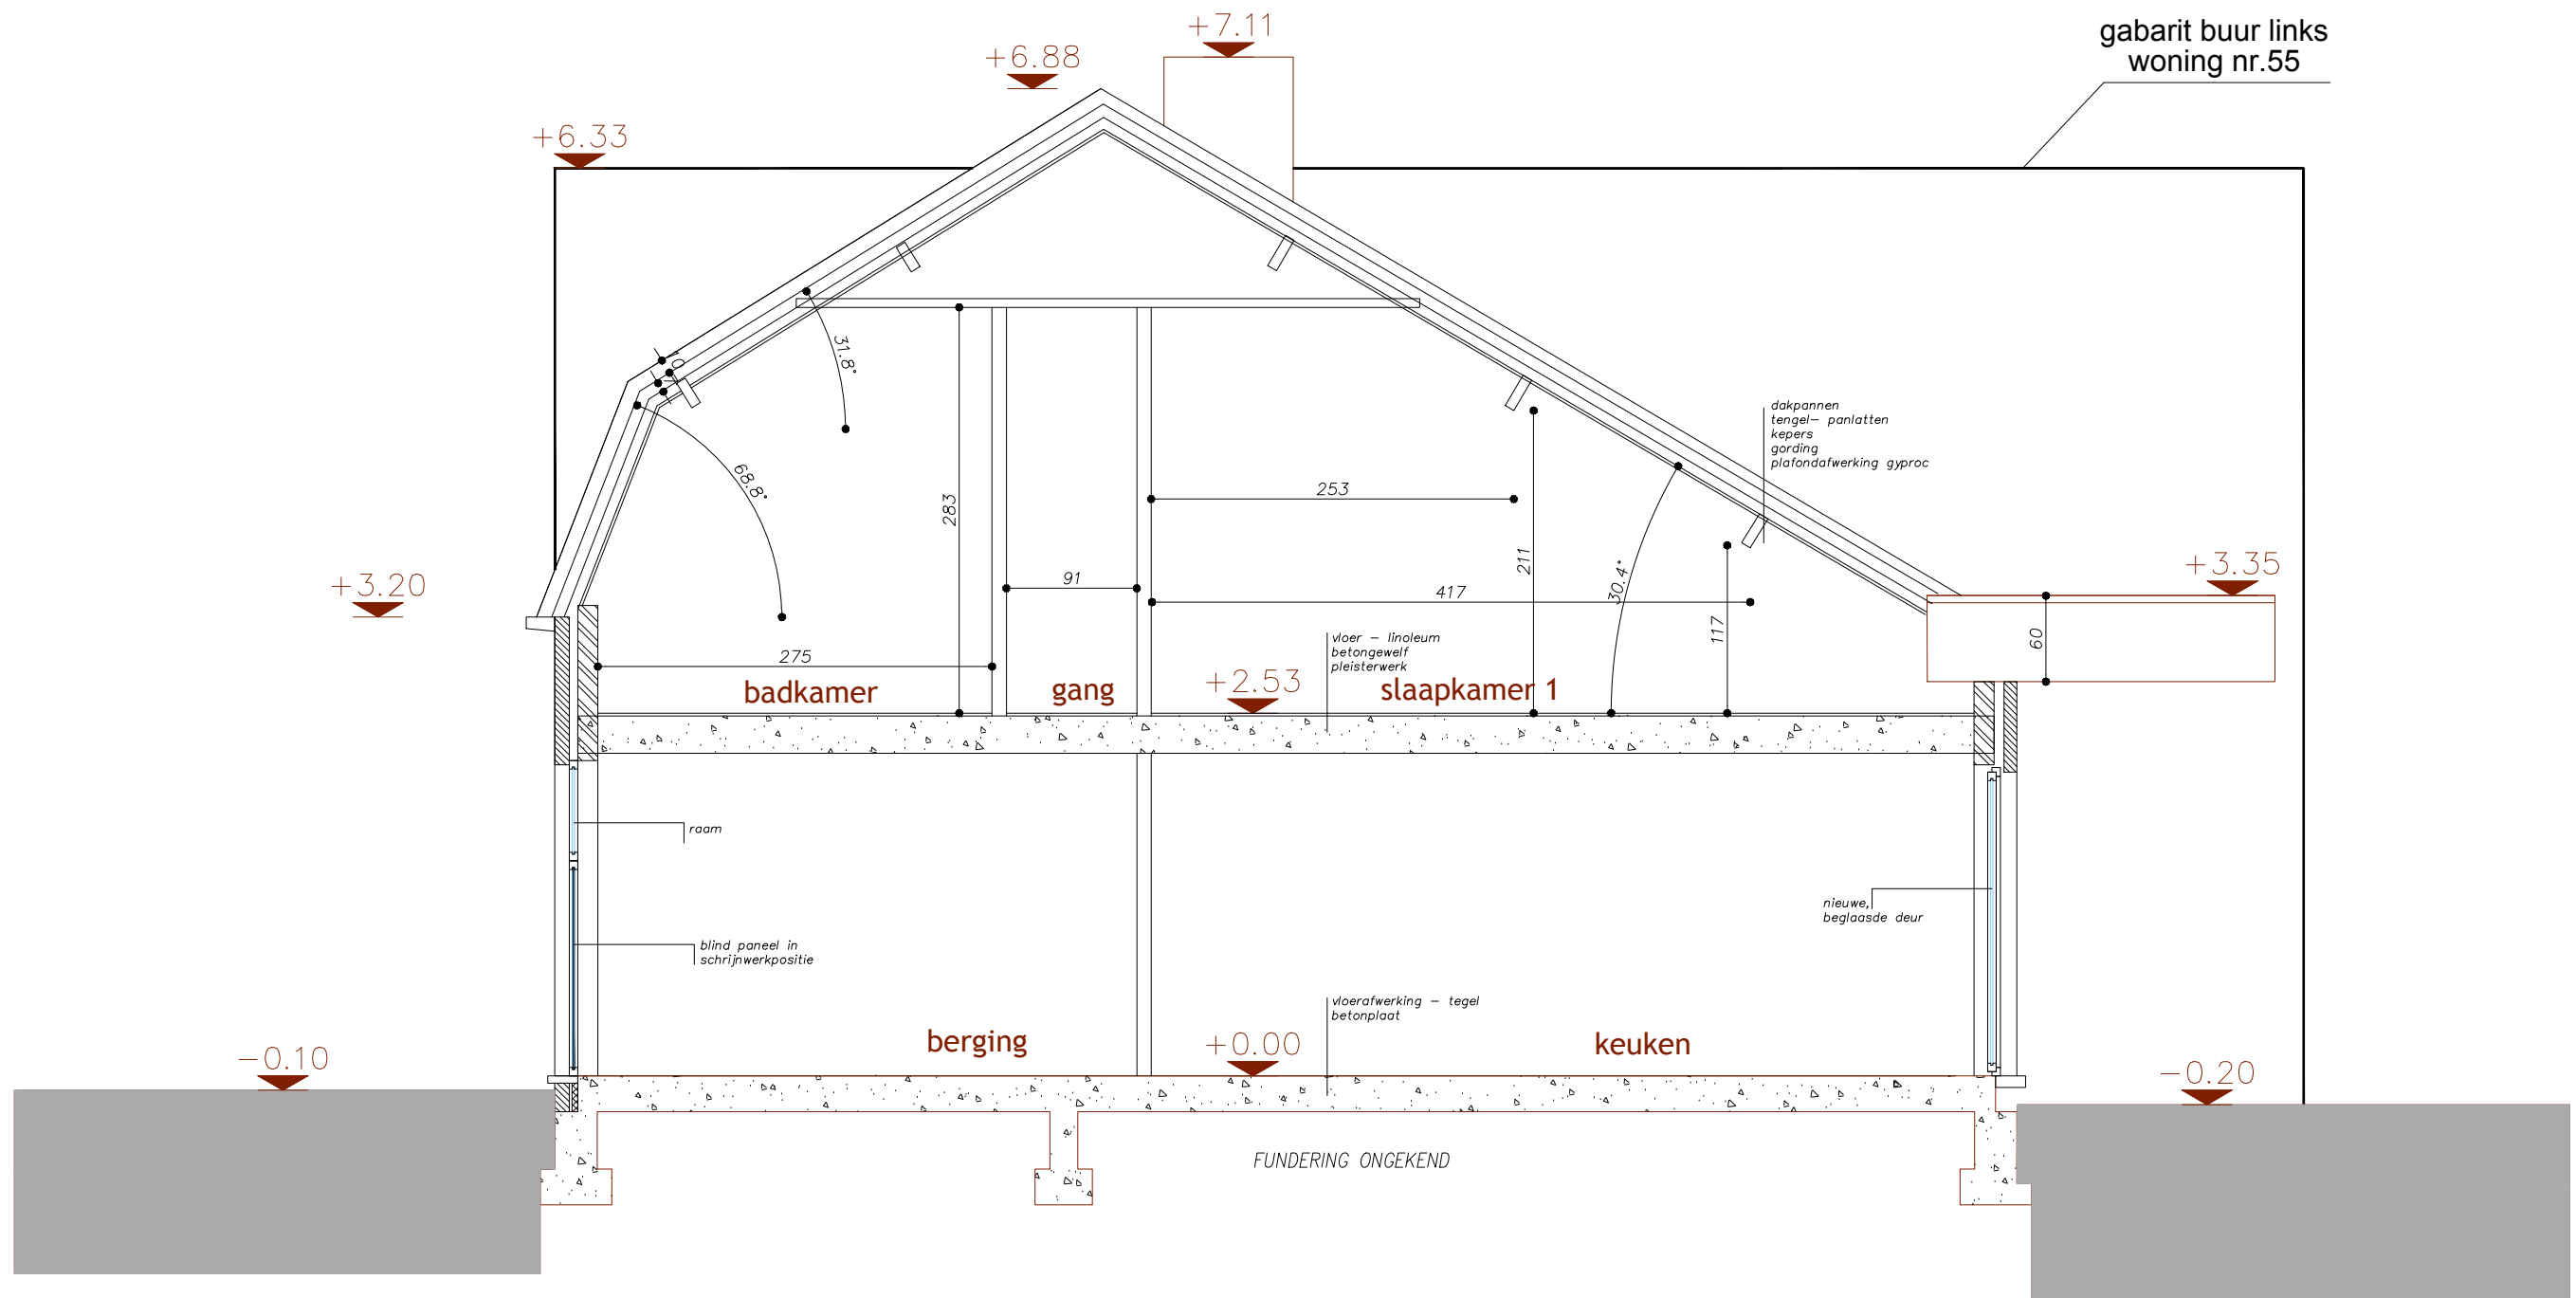 +7.11
gabarit buur links
woning nr.55
+6.88
+6.33
31.8°
68.8°
283
253
dakpannen
tengel- panlatten
kepers
gording
plafondafwerking gyproc
211
30.4°
+3.20
+3.35
91
417
117
60
vloer - linoleum
betongewelf
pleisterwerk
275
badkamer
gang
+2.53
slaapkamer 1
raam
nieuwe,
beglaasde deur
blind paneel in
schrijnwerkpositie
vloerafwerking - tegel
betonplaat
berging
+0.00
keuken
-0.10
-0.20
FUNDERING ONGEKEND